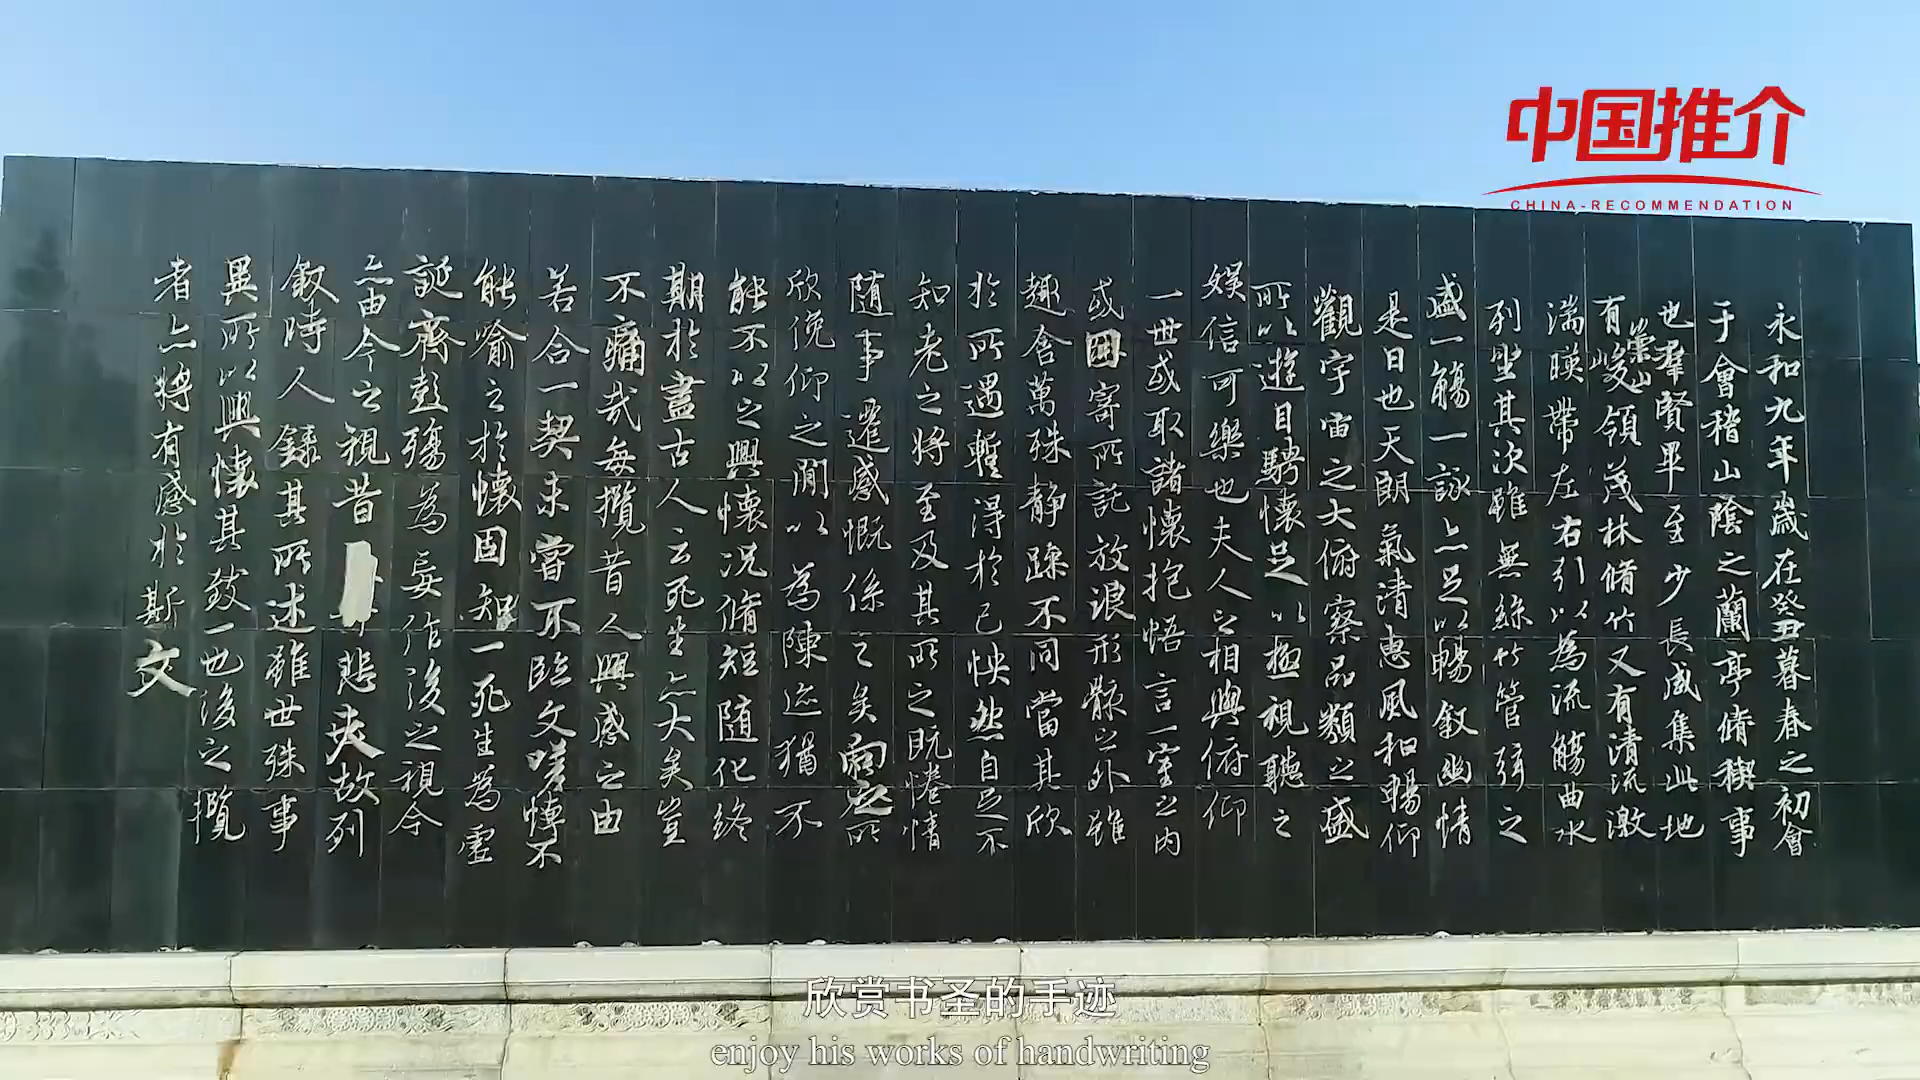 中国推介
CHINA-RECOMMENDATION
永和九年歲在癸丑暮春之初會
于會稽山陰之蘭亭脩稧事
也羣賢畢至少長咸集此地
有崇山峻領茂林脩竹又有清流激
湍暎帶左右引以為流觴曲水
列坐其次雖無絲竹管弦之
盛一觴一詠亦足以暢叙幽情
是日也天朗氣清惠風和暢仰
觀宇宙之大俯察品類之盛
所以遊目騁懷足以極視聽之
娛信可樂也夫人之相與俯仰
一世或取諸懷抱悟言一室之內
或因寄所託放浪形骸之外雖
趣舍萬殊静躁不同當其欣
於所遇暫得於己怏然自足不
知老之將至及其所之既惓情
随事遷感慨係之矣向之所
欣俛仰之閒以為陳迹猶不
能不以之興懷況脩短随化終
期於盡古人云死生亦大矣豈
不痛哉每攬昔人興感之由
若合一契未嘗不臨文嗟悼不
能喻之於懷固知一死生為虛
誕齊彭殤為妄作後之視今
亦由今之視昔悲夫故列
叙時人錄其所述雖世殊事
異所以興懷其致一也後之攬
者亦將有感於斯文
欣赏书圣的手迹
enjoy his works of handwriting